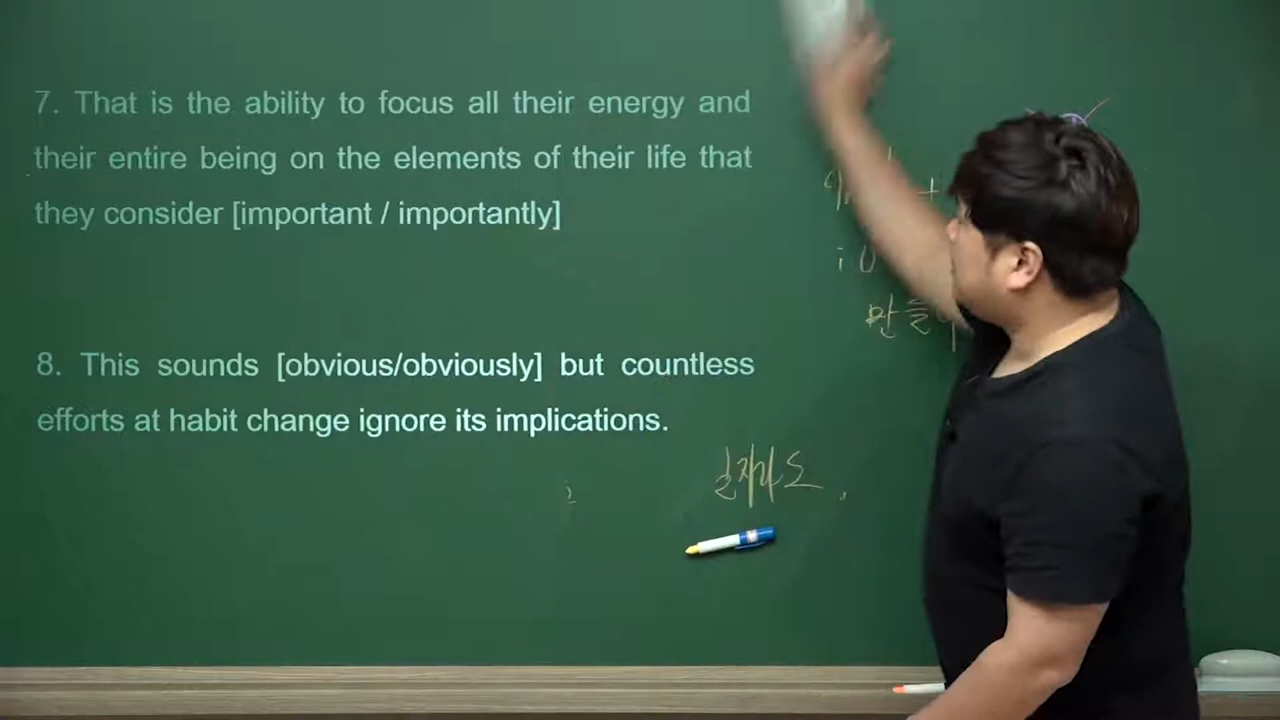 7. That is the ability to focus all their energy and
their entire being on the elements of their life that
they consider [important / importantly]
8. This sounds [obvious/obviously] but countless
efforts at habit change ignore its implications.